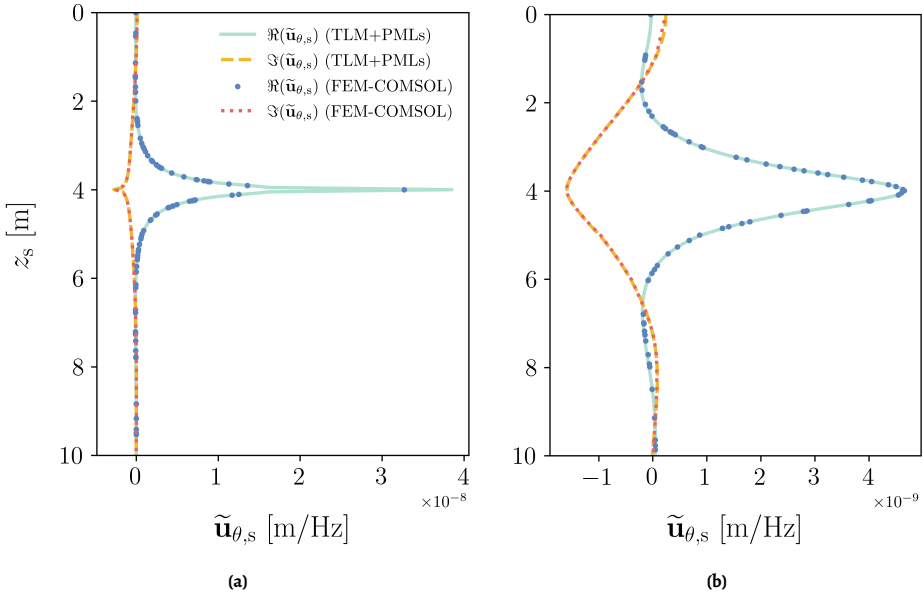 0
2
4
6
8
10
z_s [m]
ℜ(ũ_θ,s) (TLM+PMLs)
ℑ(ũ_θ,s) (TLM+PMLs)
ℜ(ũ_θ,s) (FEM-COMSOL)
ℑ(ũ_θ,s) (FEM-COMSOL)
0 1 2 3 4
×10⁻⁸
ũ_θ,s [m/Hz]
(a)
0
2
4
6
8
10
−1 0 1 2 3 4
×10⁻⁹
ũ_θ,s [m/Hz]
(b)